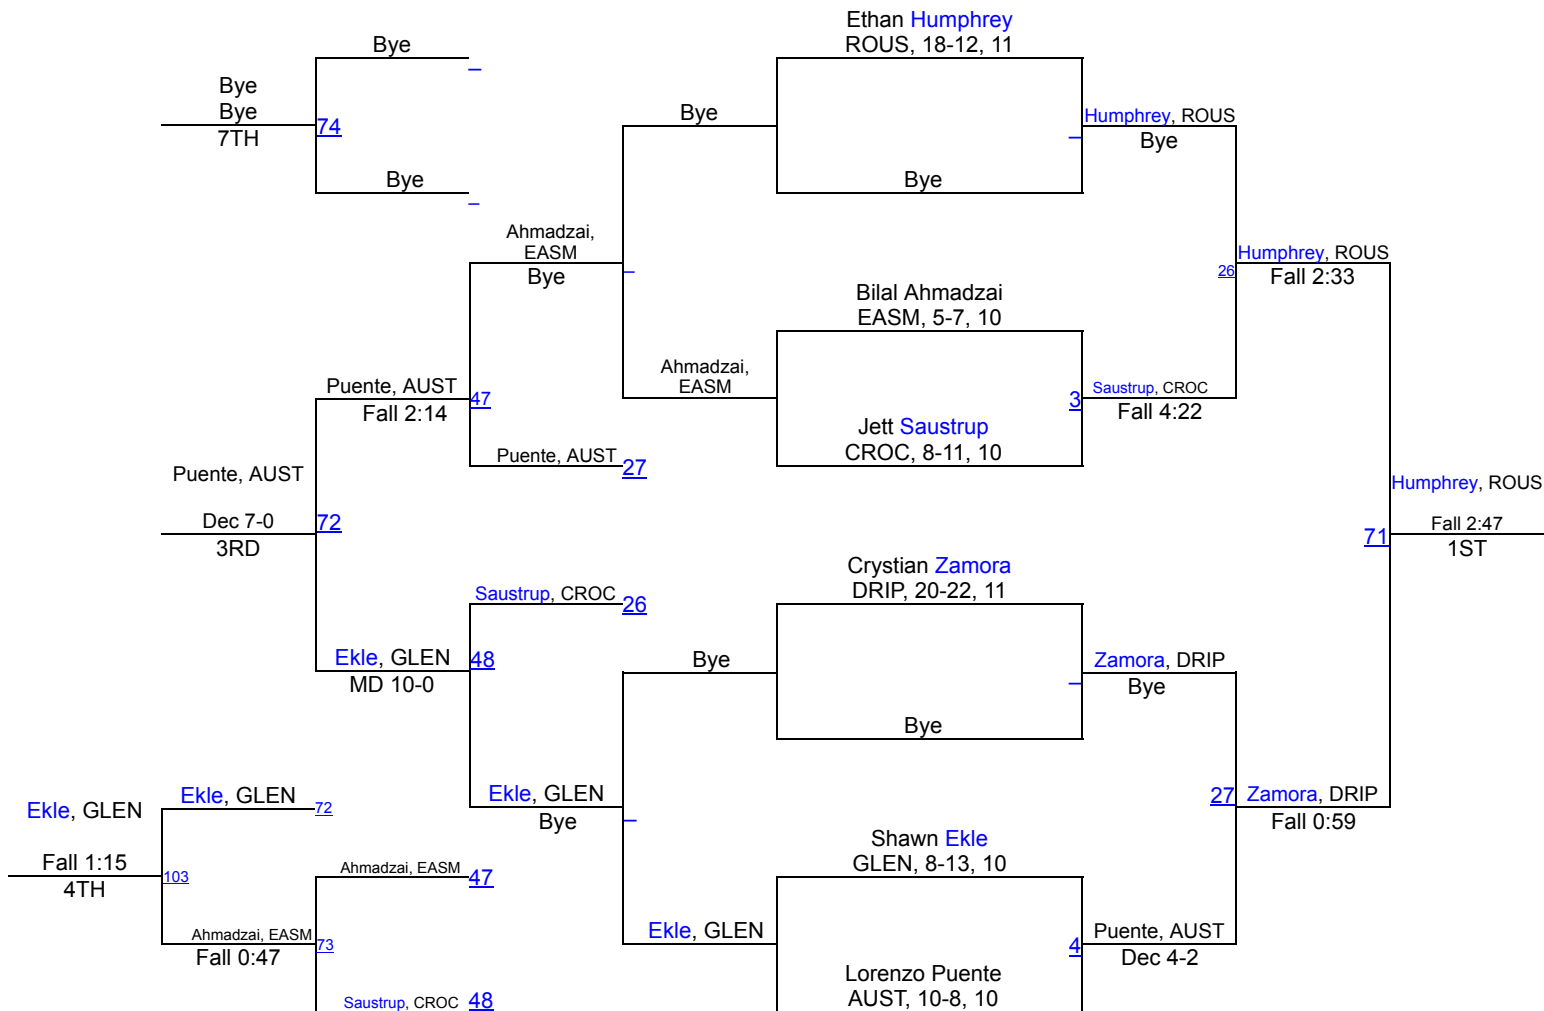 Ethan Humphrey
ROUS, 18-12, 11
Bye
Bye
Bye
7TH
74
Bye
Bye
Humphrey, ROUS
Bye
Bye
Ahmadzai,
EASM
Bye
Humphrey, ROUS
26
Fall 2:33
Bilal Ahmadzai
EASM, 5-7, 10
Ahmadzai,
EASM
Puente, AUST
47
Fall 2:14
3
Saustrup, CROC
Fall 4:22
Jett Saustrup
CROC, 8-11, 10
Puente, AUST
27
Puente, AUST
Dec 7-0
72
3RD
Humphrey, ROUS
71
Fall 2:47
1ST
Crystian Zamora
DRIP, 20-22, 11
Saustrup, CROC
26
Ekle, GLEN
48
MD 10-0
Bye
Zamora, DRIP
Bye
Bye
Ekle, GLEN
Ekle, GLEN
72
Ekle, GLEN
Bye
27
Zamora, DRIP
Fall 0:59
Shawn Ekle
GLEN, 8-13, 10
Fall 1:15
103
4TH
Ahmadzai, EASM
47
Ahmadzai, EASM
73
Fall 0:47
Ekle, GLEN
4
Puente, AUST
Dec 4-2
Lorenzo Puente
AUST, 10-8, 10
Saustrup, CROC
48